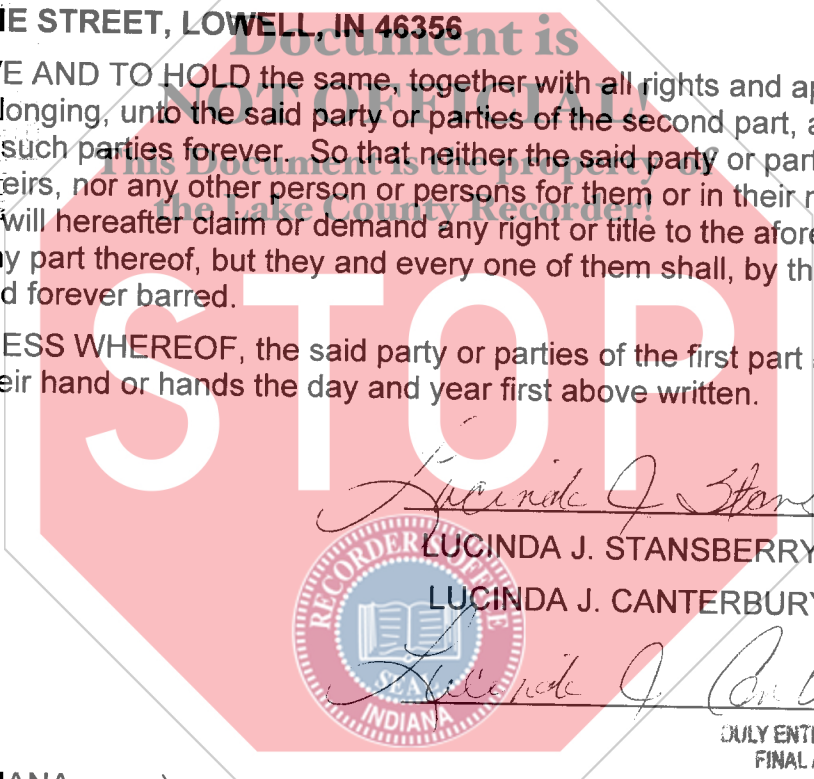 IE STREET, LOWELL, IN 46356
Document is
'E AND TO HOLD the same, together with all rights and ap
NOT OFFICIAL!
longing, unto the said party or parties of the second part, a
such parties forever. So that neither the said party or part
This Document is the property of
eirs, nor any other person or persons for them or in their n
the Lake County Recorder!
will hereafter claim or demand any right or title to the afore
y part thereof, but they and every one of them shall, by th
d forever barred.
STOP
ESS WHEREOF, the said party or parties of the first part
eir hand or hands the day and year first above written.
Lucinda J Stans
LUCINDA J. STANSBERRY
LUCINDA J. CANTERBURY
RECORDER'S OFFICE
SEAL
INDIANA
Lucinda J Can
DULY ENT
FINAL A
IANA )